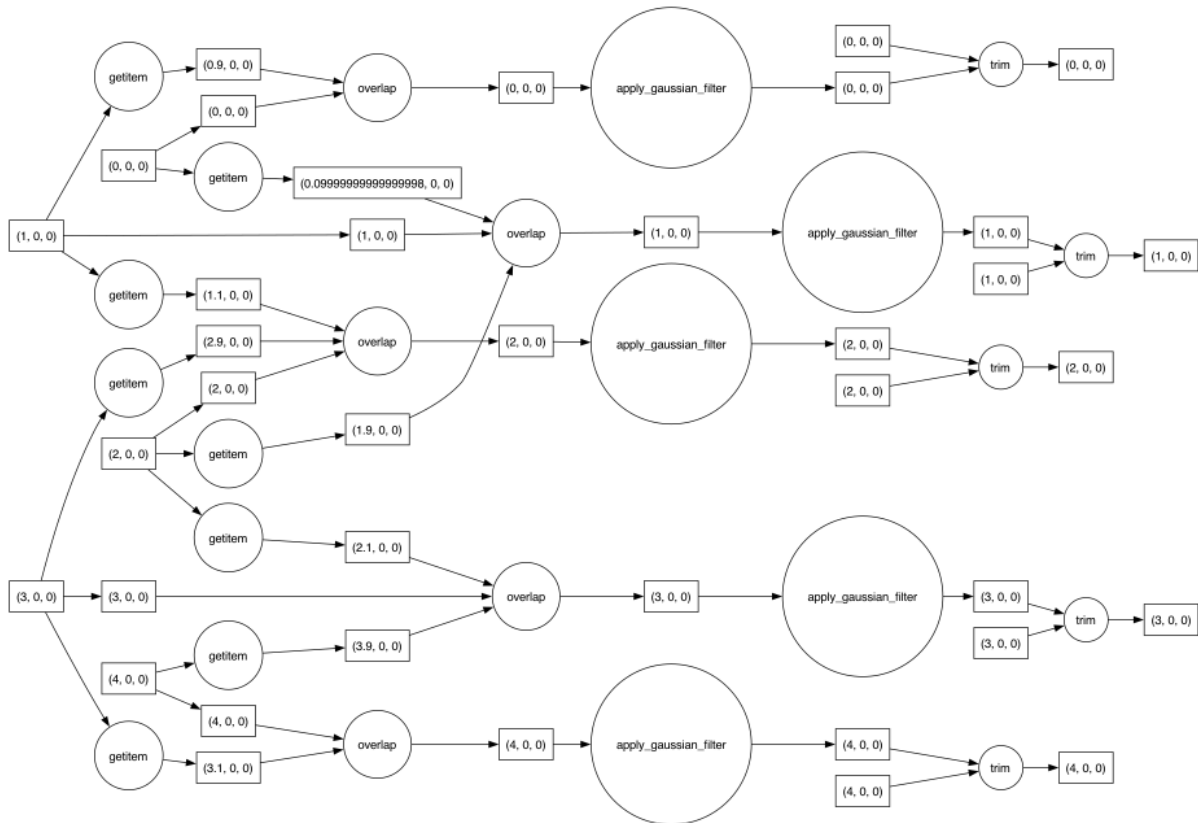 (0, 0, 0)
(0.9, 0, 0)
getitem
overlap
(0, 0, 0)
apply_gaussian_filter
(0, 0, 0)
trim
(0, 0, 0)
(0, 0, 0)
(0, 0, 0)
getitem
(0.09999999999999998, 0, 0)
(1, 0, 0)
(1, 0, 0)
overlap
(1, 0, 0)
apply_gaussian_filter
(1, 0, 0)
trim
(1, 0, 0)
(1, 0, 0)
getitem
(1.1, 0, 0)
(2.9, 0, 0)
overlap
(2, 0, 0)
apply_gaussian_filter
(2, 0, 0)
trim
(2, 0, 0)
getitem
(2, 0, 0)
(2, 0, 0)
(2, 0, 0)
getitem
(1.9, 0, 0)
getitem
(2.1, 0, 0)
(3, 0, 0)
(3, 0, 0)
overlap
(3, 0, 0)
apply_gaussian_filter
(3, 0, 0)
trim
(3, 0, 0)
(3, 0, 0)
getitem
(3.9, 0, 0)
(4, 0, 0)
(4, 0, 0)
getitem
(3.1, 0, 0)
overlap
(4, 0, 0)
apply_gaussian_filter
(4, 0, 0)
trim
(4, 0, 0)
(4, 0, 0)